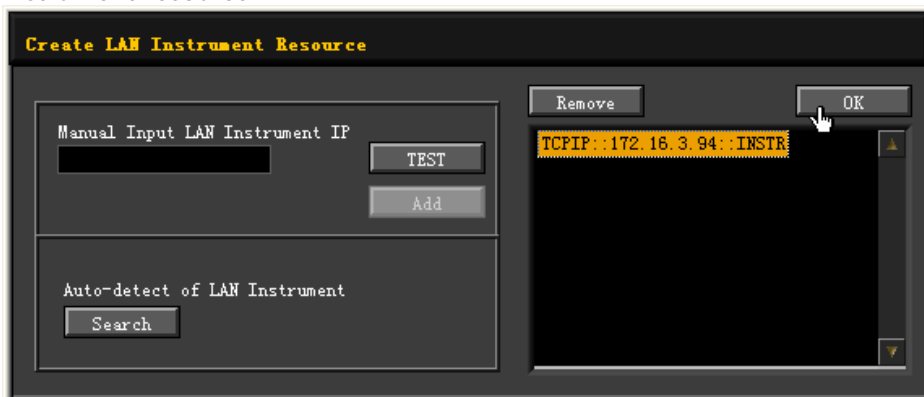 Create LAN Instrument Resource
Remove
OK
Manual Input LAN Instrument IP
TEST
Add
TCPIP::172.16.3.94::INSTR
Auto-detect of LAN Instrument
Search